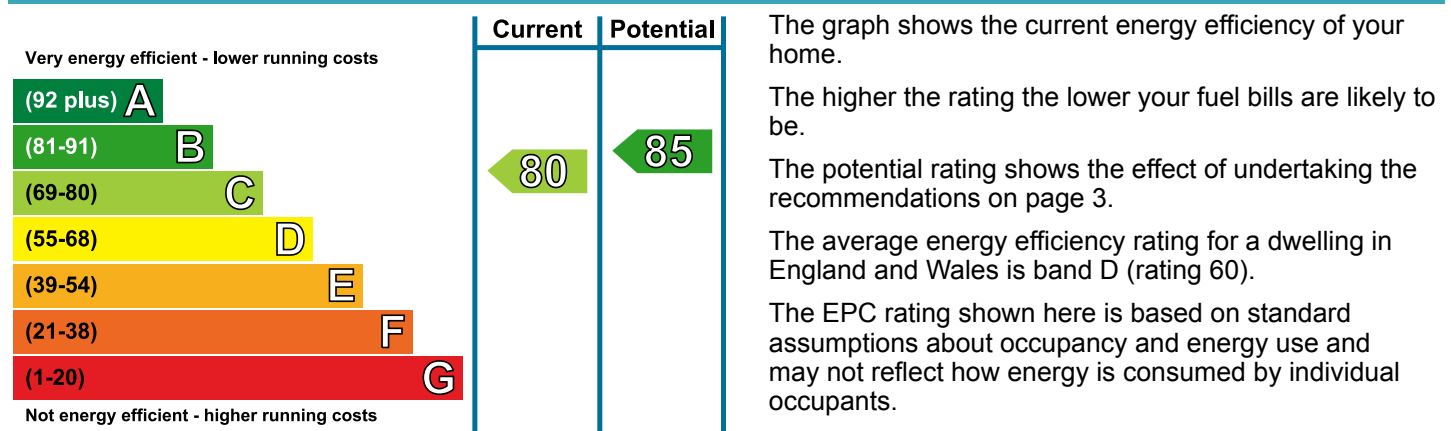 Current Potential
Very energy efficient - lower running costs
(92 plus) A
(81-91) B
(69-80) C
(55-68) D
(39-54) E
(21-38) F
(1-20) G
Not energy efficient - higher running costs
80
85
The graph shows the current energy efficiency of your
home.
The higher the rating the lower your fuel bills are likely to
be.
The potential rating shows the effect of undertaking the
recommendations on page 3.
The average energy efficiency rating for a dwelling in
England and Wales is band D (rating 60).
The EPC rating shown here is based on standard
assumptions about occupancy and energy use and
may not reflect how energy is consumed by individual
occupants.